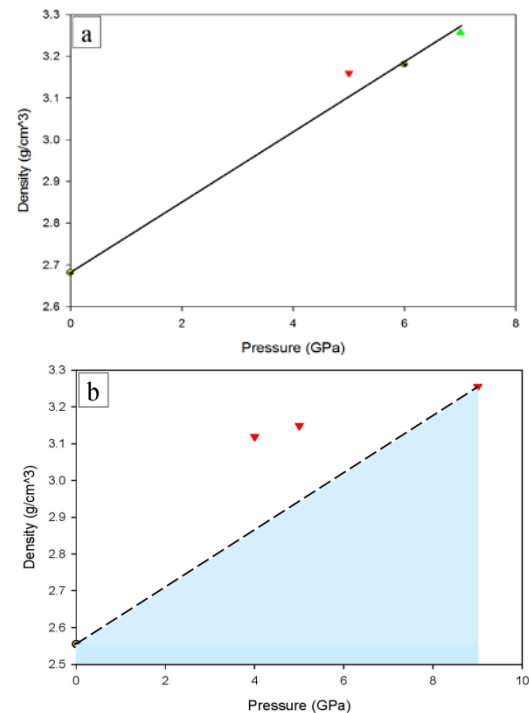 a
3.3
3.2
3.1
3.0
2.9
2.8
2.7
2.6
Density (g/cm^3)
0 2 4 6 8
Pressure (GPa)
b
3.3
3.2
3.1
3.0
2.9
2.8
2.7
2.6
2.5
Density (g/cm^3)
0 2 4 6 8 10
Pressure (GPa)